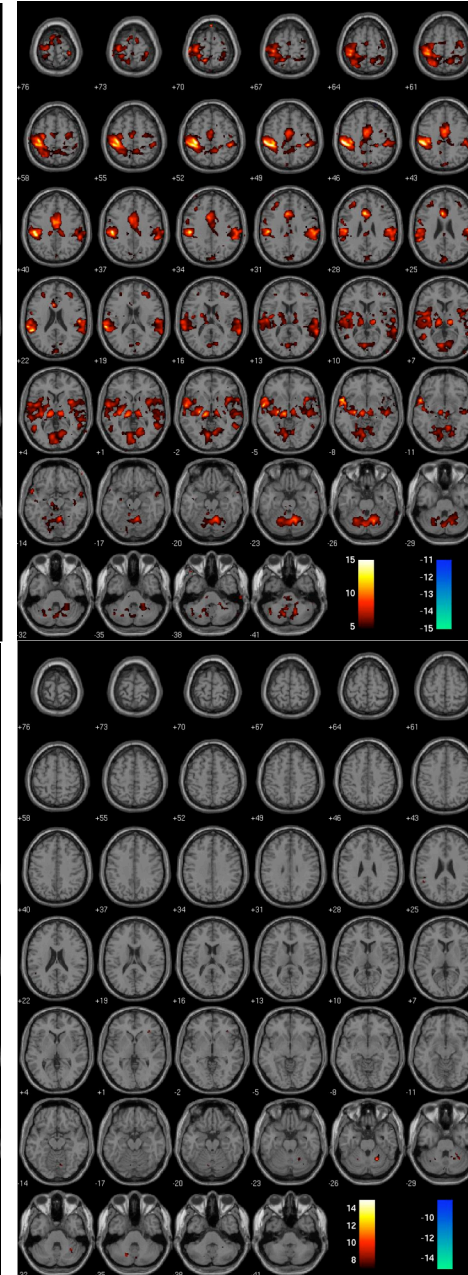 +76 +73 +70 +67 +64 +61
+58 +55 +52 +49 +46 +43
+40 +37 +34 +31 +28 +25
+22 +19 +16 +13 +10 +7
+4 +1 -2 -5 -8 -11
-14 -17 -20 -23 -26 -29
15 -11
-12
10 -13
-14
5 -15
-32 -35 -38 -41
+76 +73 +70 +67 +64 +61
+58 +55 +52 +49 +46 +43
+40 +37 +34 +31 +28 +25
+22 +19 +16 +13 +10 +7
+4 +1 -2 -5 -8 -11
-14 -17 -20 -23 -26 -29
14 -10
12
10 -12
8 -14